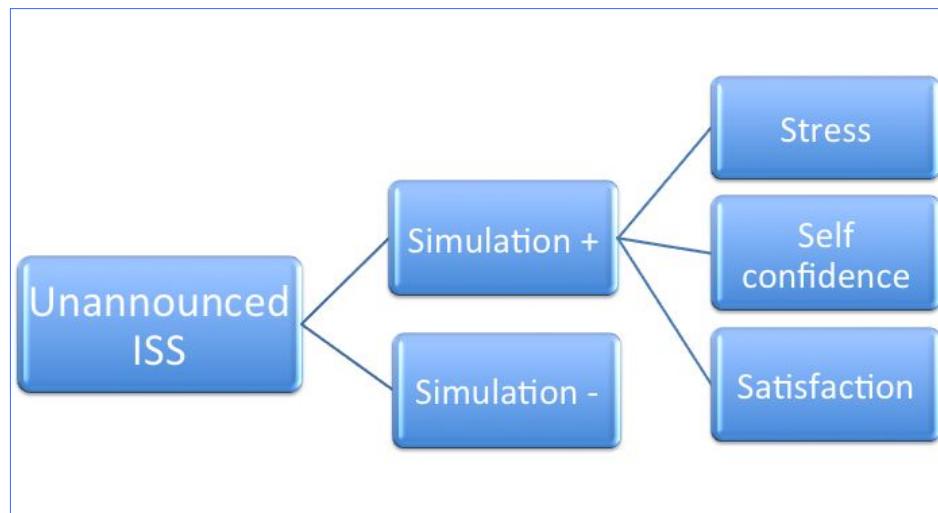 Unannounced
ISS
Simulation +
Simulation -
Stress
Self
confidence
Satisfaction